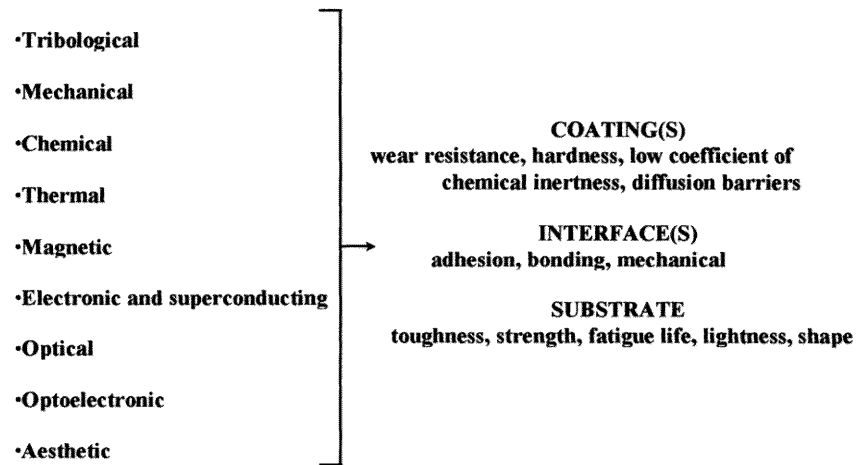 •Tribological
•Mechanical
•Chemical
•Thermal
•Magnetic
•Electronic and superconducting
•Optical
•Optoelectronic
•Aesthetic
COATING(S)
wear resistance, hardness, low coefficient of
chemical inertness, diffusion barriers
INTERFACE(S)
adhesion, bonding, mechanical
SUBSTRATE
toughness, strength, fatigue life, lightness, shape